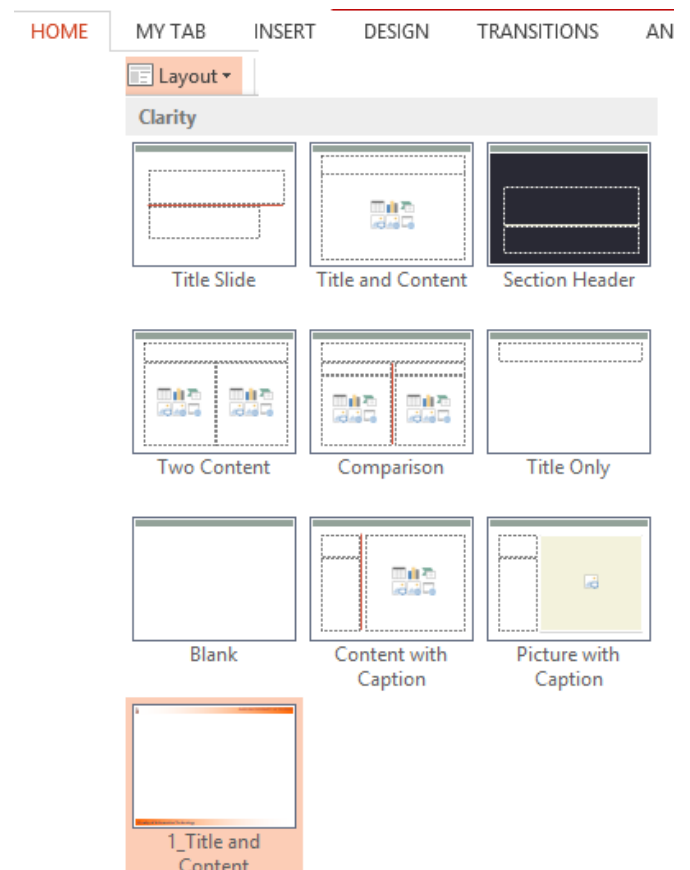 HOME MY TAB INSERT DESIGN TRANSITIONS AN
Layout
Clarity
Title Slide Title and Content Section Header
Two Content Comparison Title Only
Blank Content with Picture with
Caption Caption
1_Title and
Content